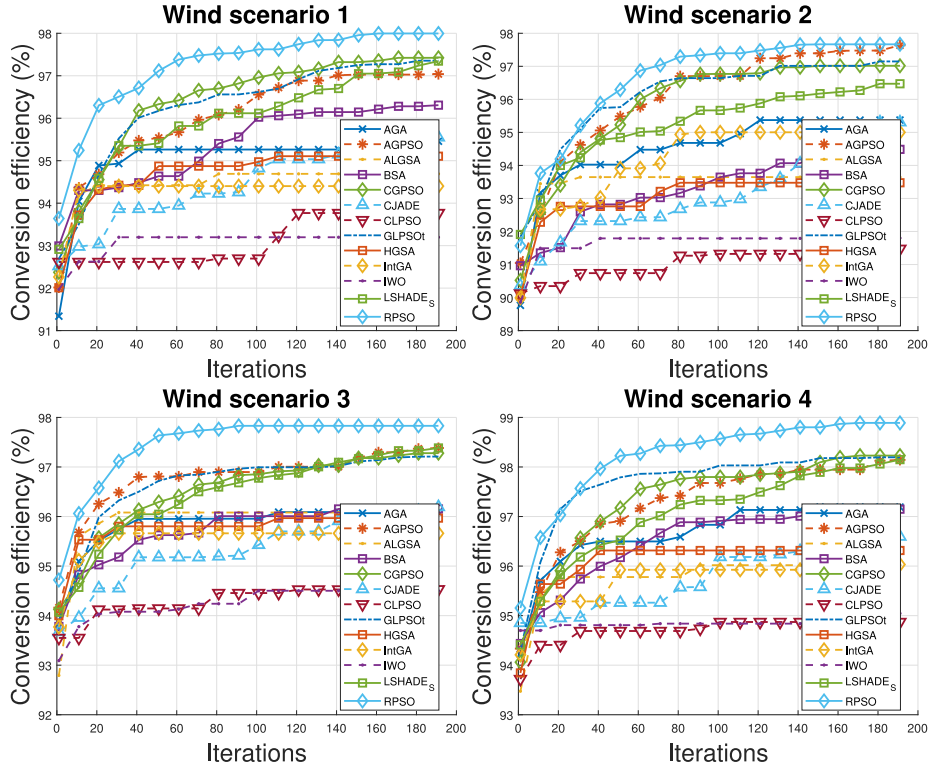 Wind scenario 1
Conversion efficiency (%)
98
97
96
95
94
93
92
91
0 20 40 60 80 100 120 140 160 180 200
Iterations
AGA
AGPSO
ALGSA
BSA
CGPSO
CJADE
CLPSO
GLPSOt
HGSA
IntGA
IWO
LSHADE_S
RPSO
Wind scenario 2
Conversion efficiency (%)
98
97
96
95
94
93
92
91
90
89
0 20 40 60 80 100 120 140 160 180 200
Iterations
AGA
AGPSO
ALGSA
BSA
CGPSO
CJADE
CLPSO
GLPSOt
HGSA
IntGA
IWO
LSHADE_S
RPSO
Wind scenario 3
Conversion efficiency (%)
98
97
96
95
94
93
92
0 20 40 60 80 100 120 140 160 180 200
Iterations
AGA
AGPSO
ALGSA
BSA
CGPSO
CJADE
CLPSO
GLPSOt
HGSA
IntGA
IWO
LSHADE_S
RPSO
Wind scenario 4
Conversion efficiency (%)
99
98
97
96
95
94
93
0 20 40 60 80 100 120 140 160 180 200
Iterations
AGA
AGPSO
ALGSA
BSA
CGPSO
CJADE
CLPSO
GLPSOt
HGSA
IntGA
IWO
LSHADE_S
RPSO